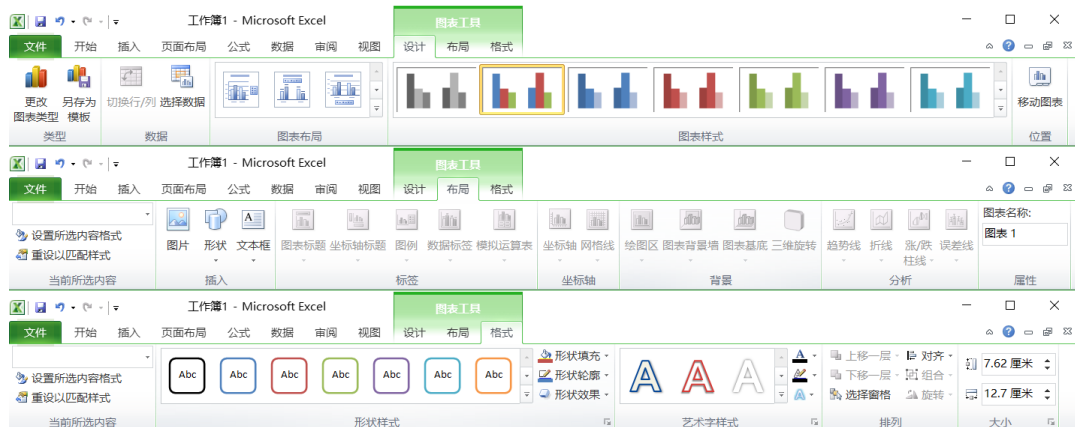 工作簿1 - Microsoft Excel 图表工具
文件 开始 插入 页面布局 公式 数据 审阅 视图 设计 布局 格式
更改 图表类型 另存为 模板 切换行/列 选择数据 移动图表
类型 数据 图表布局 图表样式 位置
工作簿1 - Microsoft Excel 图表工具
文件 开始 插入 页面布局 公式 数据 审阅 视图 设计 布局 格式
图表名称:
设置所选内容格式 图片 形状 文本框 图表标题 坐标轴标题 图例 数据标签 模拟运算表 坐标轴 网格线 绘图区 图表背景墙 图表基底 三维旋转 趋势线 折线 涨/跌 柱线 误差线 图表 1
重设以匹配样式
当前所选内容 插入 标签 坐标轴 背景 分析 属性
工作簿1 - Microsoft Excel 图表工具
文件 开始 插入 页面布局 公式 数据 审阅 视图 设计 布局 格式
形状填充 上移一层 对齐 7.62 厘米
设置所选内容格式 Abc Abc Abc Abc Abc Abc Abc 形状轮廓 A A A 下移一层 组合
重设以匹配样式 形状效果 选择窗格 旋转 12.7 厘米
当前所选内容 形状样式 艺术字样式 排列 大小